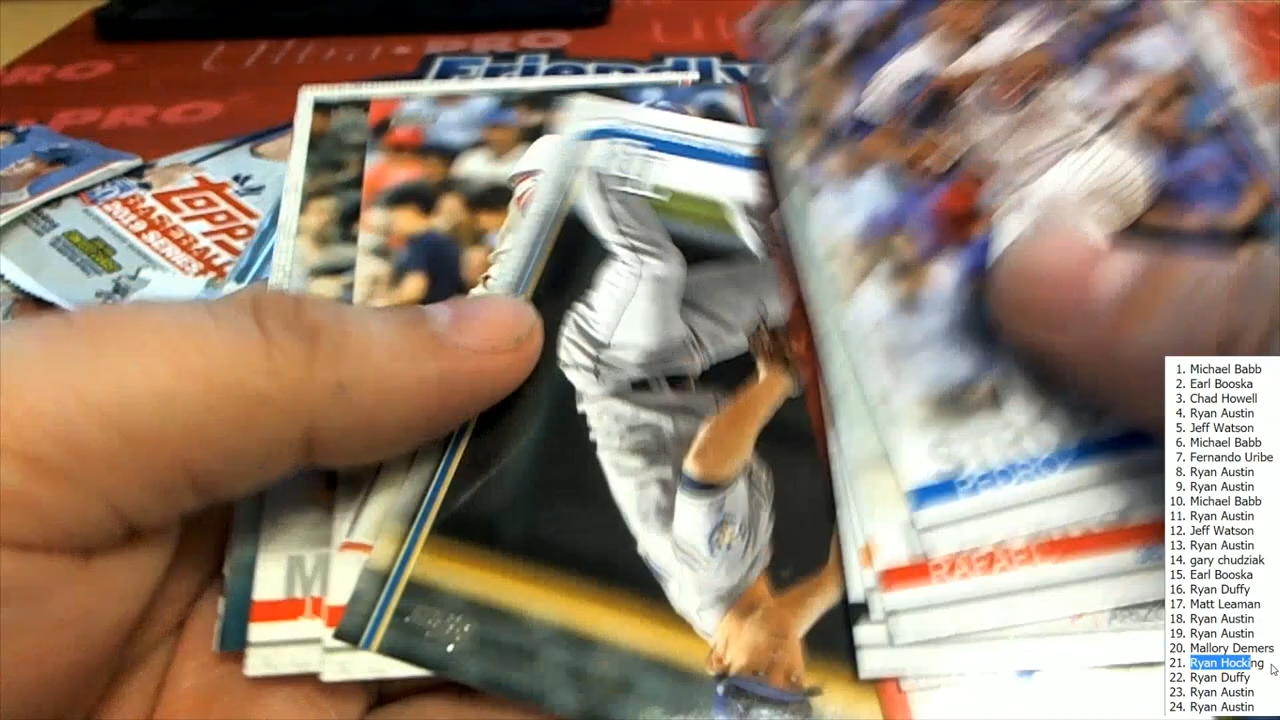 PRO
PRO
PRO
Friendly
Topps
BASEBALL
2019 SERIES
M
PEDRO
RAFAEL
1. Michael Babb
2. Earl Booska
3. Chad Howell
4. Ryan Austin
5. Jeff Watson
6. Michael Babb
7. Fernando Uribe
8. Ryan Austin
9. Ryan Austin
10. Michael Babb
11. Ryan Austin
12. Jeff Watson
13. Ryan Austin
14. gary chudziak
15. Earl Booska
16. Ryan Duffy
17. Matt Leaman
18. Ryan Austin
19. Ryan Austin
20. Mallory Demers
21. Ryan Hocking
22. Ryan Duffy
23. Ryan Austin
24. Ryan Austin